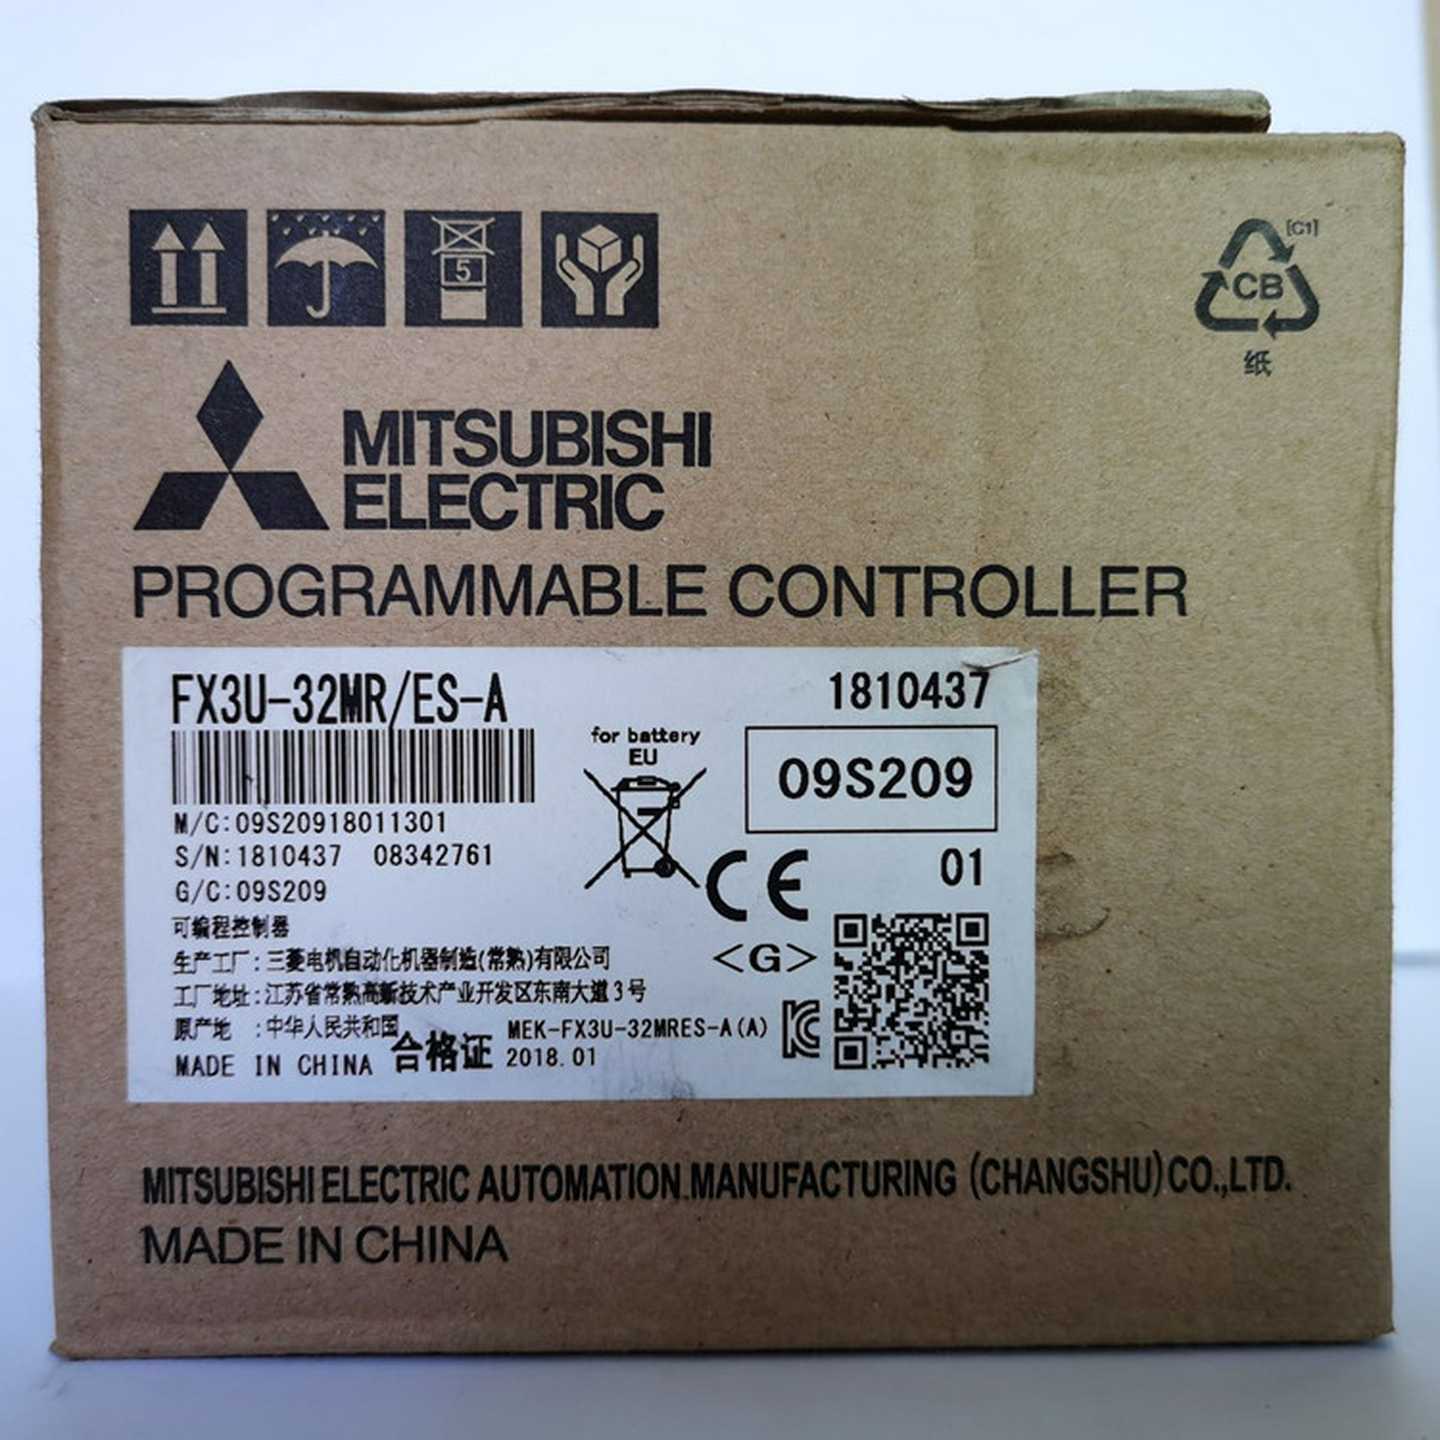 [C1]
5
CB
纸
MITSUBISHI
ELECTRIC
PROGRAMMABLE CONTROLLER
FX3U-32MR/ES-A
1810437
for battery
EU
09S209
M/C:09S20918011301
S/N:1810437 08342761
01
G/C:09S209
CE
可编程控制器
<G>
生产工厂:三菱电机自动化机器制造(常熟)有限公司
工厂地址:江苏省常熟高新技术产业开发区东南大道3号
原产地 :中华人民共和国
MEK-FX3U-32MRES-A(A)
MADE IN CHINA 合格证 2018.01
MITSUBISHI ELECTRIC AUTOMATION MANUFACTURING (CHANGSHU) CO.,LTD.
MADE IN CHINA